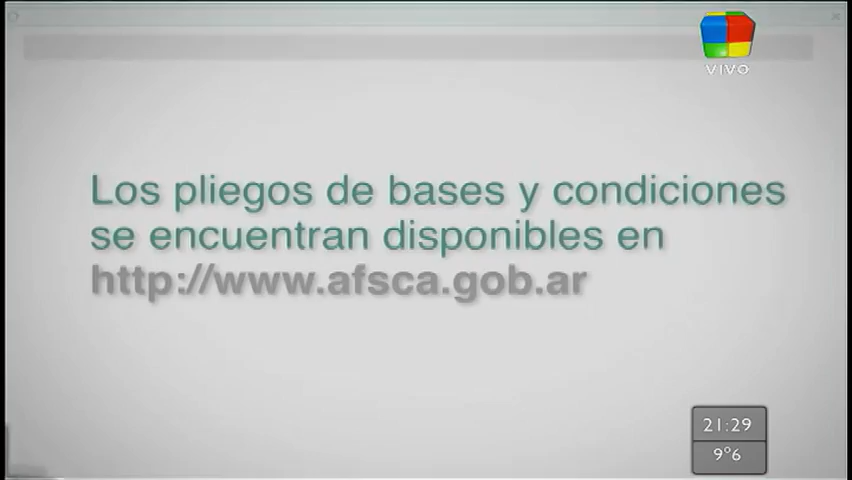 VIVO
Los pliegos de bases y condiciones
se encuentran disponibles en
http://www.afsca.gob.ar
21:29
9°6